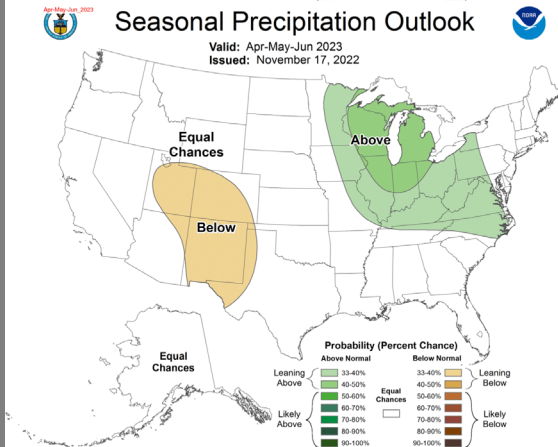 Apr-May-Jun_2023
Seasonal Precipitation Outlook
NOAA
Valid: Apr-May-Jun 2023
Issued: November 17, 2022
Equal
Chances
Above
Below
Equal
Chances
Probability (Percent Chance)
Above Normal
Below Normal
Leaning
Above
33-40%
40-50%
Likely
Above
50-60%
60-70%
70-80%
80-90%
90-100%
Equal
Chances
33-40%
40-50%
50-60%
60-70%
70-80%
80-90%
90-100%
Leaning
Below
Likely
Below